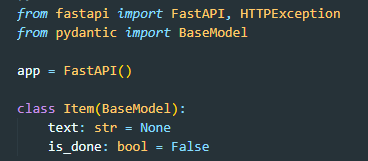 from fastapi import FastAPI, HTTPException
from pydantic import BaseModel
app = FastAPI()
class Item(BaseModel):
    text: str = None
    is_done: bool = False